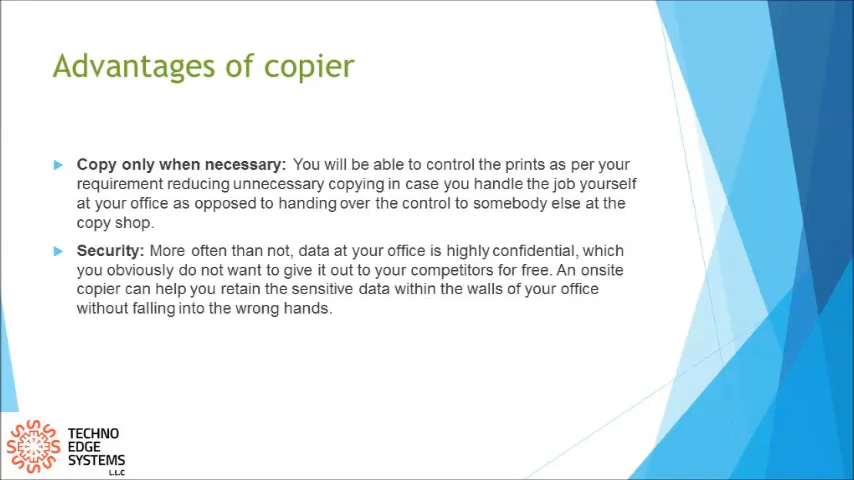 Advantages of copier
Copy only when necessary: You will be able to control the prints as per your
requirement reducing unnecessary copying in case you handle the job yourself
at your office as opposed to handing over the control to somebody else at the
copy shop.
Security: More often than not, data at your office is highly confidential, which
you obviously do not want to give it out to your competitors for free. An onsite
copier can help you retain the sensitive data within the walls of your office
without falling into the wrong hands.
TECHNO
EDGE
SYSTEMS
L.L.C